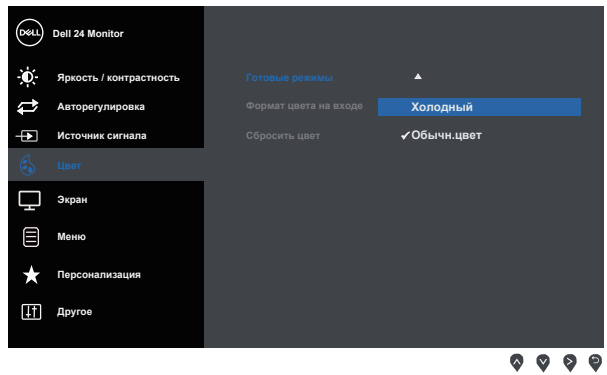 DELL Dell 24 Monitor
Яркость / контрастность
Готовые режимы
Авторегулировка
Формат цвета на входе
Холодный
Источник сигнала
Сбросить цвет
✔Обычн.цвет
Цвет
Экран
Меню
Персонализация
Другое